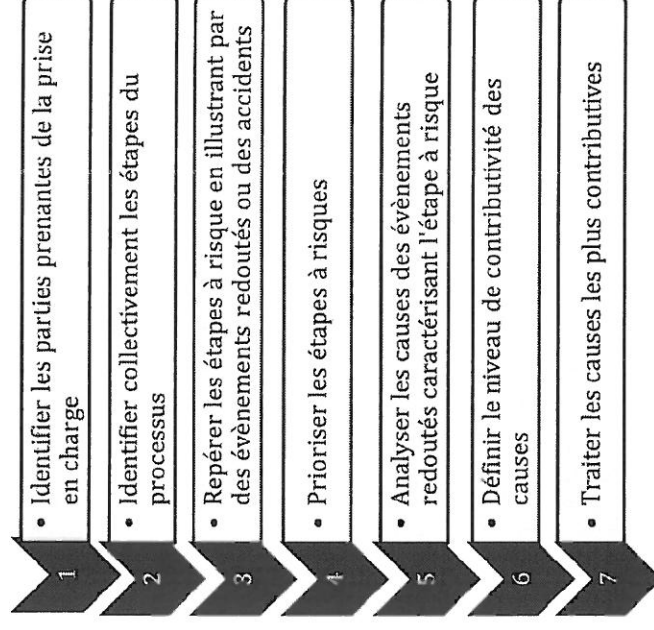 1
• Identifier les parties prenantes de la prise
en charge
2
• Identifier collectivement les étapes du
processus
3
• Repérer les étapes à risque en illustrant par
des évènements redoutés ou des accidents
4
• Prioriser les étapes à risques
5
• Analyser les causes des évènements
redoutés caractérisant l'étape à risque
6
• Définir le niveau de contributivité des
causes
7
• Traiter les causes les plus contributives